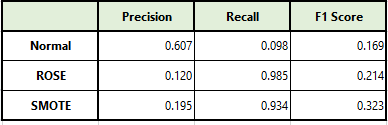 Precision Recall F1 Score
Normal 0.607 0.098 0.169
ROSE 0.120 0.985 0.214
SMOTE 0.195 0.934 0.323